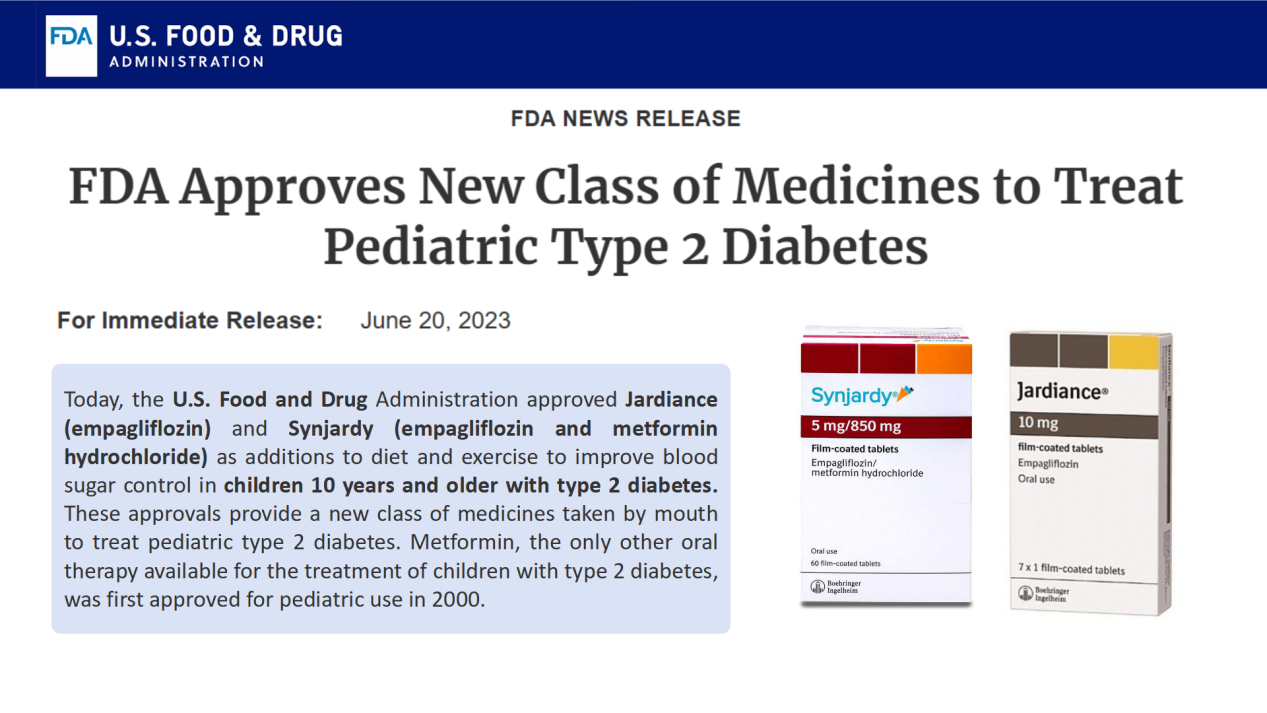 FDA U.S. FOOD & DRUG
ADMINISTRATION
FDA NEWS RELEASE
FDA Approves New Class of Medicines to Treat
Pediatric Type 2 Diabetes
For Immediate Release: June 20, 2023
Today, the U.S. Food and Drug Administration approved Jardiance
(empagliflozin) and Synjardy (empagliflozin and metformin
hydrochloride) as additions to diet and exercise to improve blood
sugar control in children 10 years and older with type 2 diabetes.
These approvals provide a new class of medicines taken by mouth
to treat pediatric type 2 diabetes. Metformin, the only other oral
therapy available for the treatment of children with type 2 diabetes,
was first approved for pediatric use in 2000.
Synjardy®
5 mg/850 mg
Film-coated tablets
Empagliflozin/
metformin hydrochloride
Oral use
60 film-coated tablets
Boehringer
Ingelheim
Jardiance®
10 mg
film-coated tablets
Empagliflozin
Oral use
7 x 1 film-coated tablets
Boehringer
Ingelheim